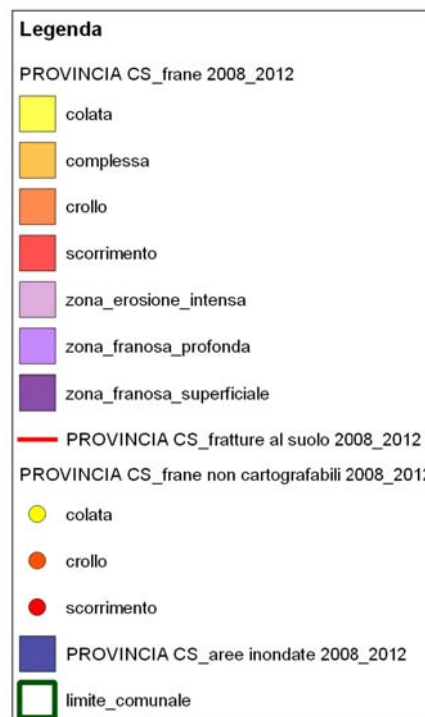 Legenda
PROVINCIA CS_frane 2008_2012
colata
complessa
crollo
scorrimento
zona_erosione_intensa
zona_franosa_profonda
zona_franosa_superficiale
PROVINCIA CS_fratture al suolo 2008_2012
PROVINCIA CS_frane non cartografabili 2008_2012
colata
crollo
scorrimento
PROVINCIA CS_aree inondate 2008_2012
limite_comunale